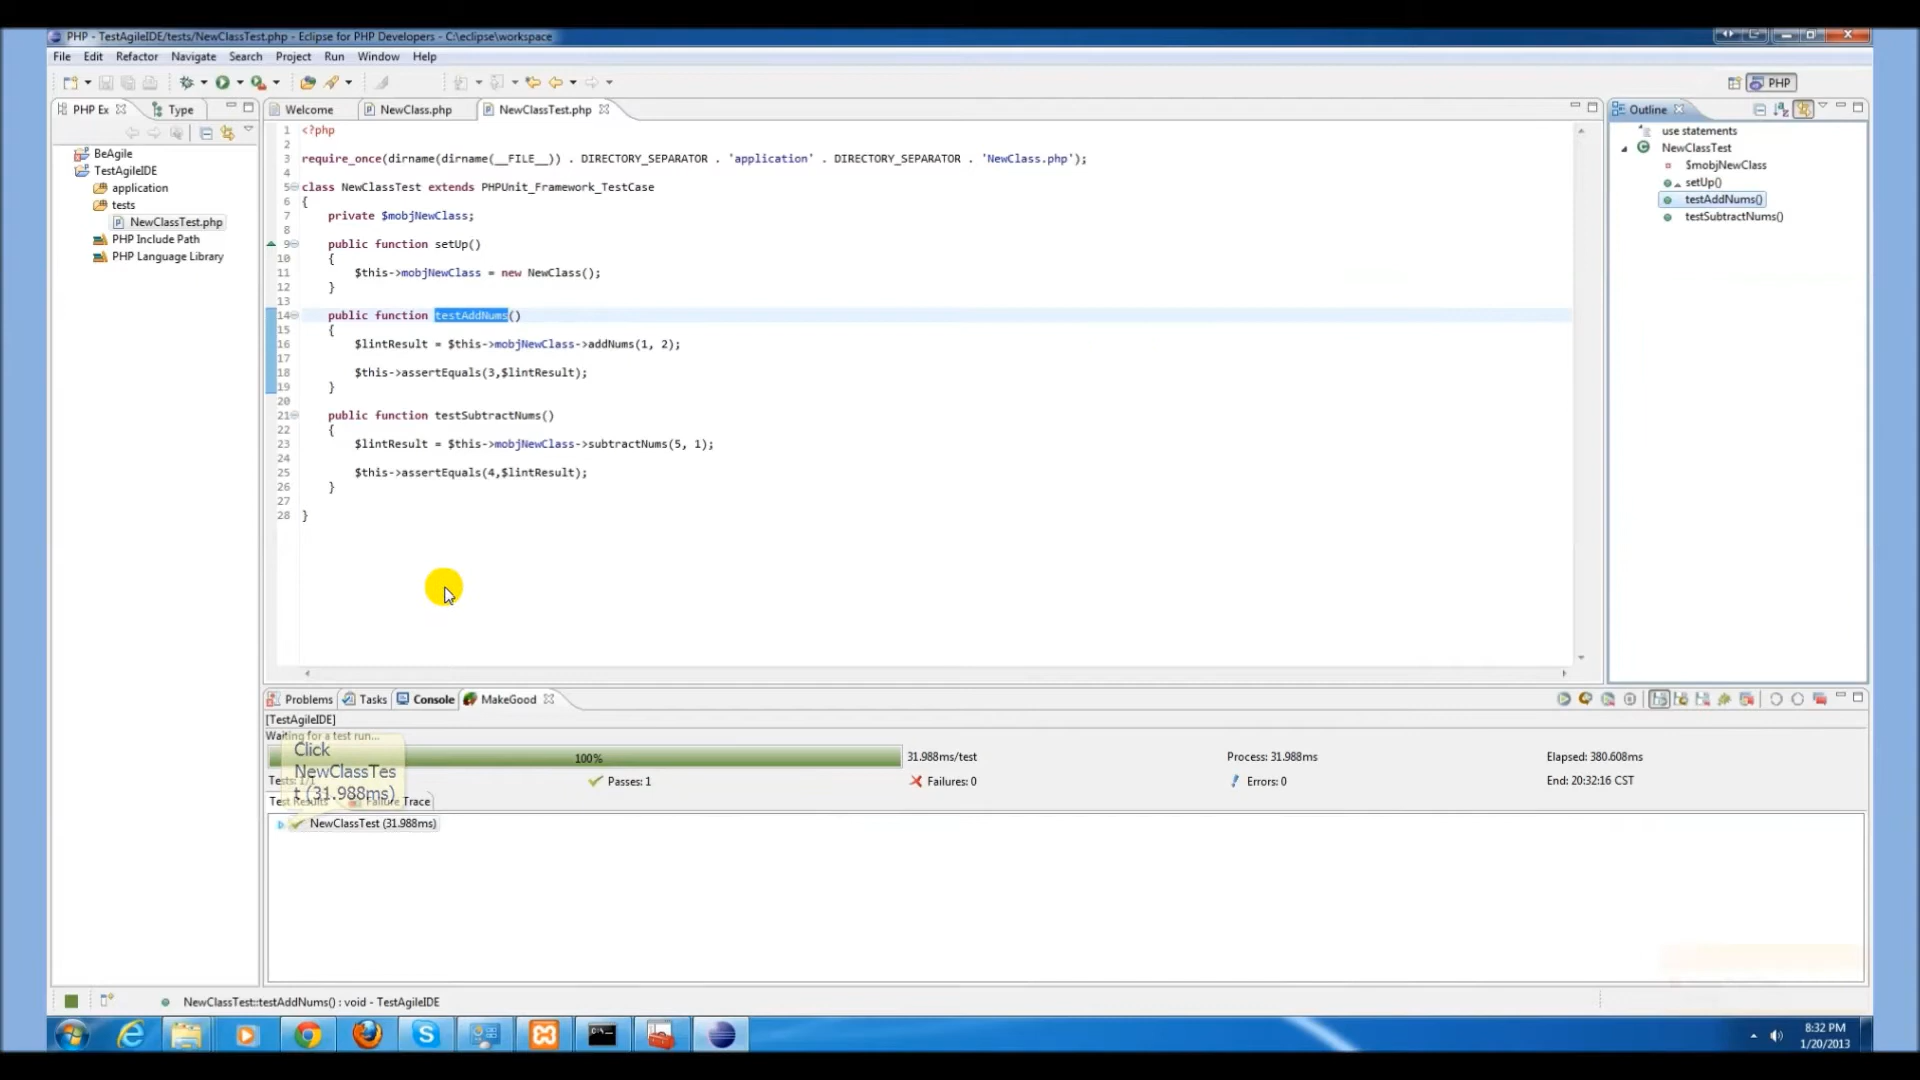 PHP - TestAgileIDE/tests/NewClassTest.php - Eclipse for PHP Developers - C:\eclipse\workspace
File Edit Refactor Navigate Search Project Run Window Help
PHP
PHP Ex Type
Welcome NewClass.php NewClassTest.php
Outline
BeAgile
TestAgileIDE
application
tests
NewClassTest.php
PHP Include Path
PHP Language Library
1 <?php
2
3 require_once(dirname(dirname(__FILE__)) . DIRECTORY_SEPARATOR . 'application' . DIRECTORY_SEPARATOR . 'NewClass.php');
4
5 class NewClassTest extends PHPUnit_Framework_TestCase
6 {
7 private $mobjNewClass;
8
9 public function setUp()
10 {
11 $this->mobjNewClass = new NewClass();
12 }
13
14 public function testAddNums()
15 {
16 $lintResult = $this->mobjNewClass->addNums(1, 2);
17
18 $this->assertEquals(3,$lintResult);
19 }
20
21 public function testSubtractNums()
22 {
23 $lintResult = $this->mobjNewClass->subtractNums(5, 1);
24
25 $this->assertEquals(4,$lintResult);
26 }
27
28 }
use statements
NewClassTest
$mobjNewClass
setUp()
testAddNums()
testSubtractNums()
Problems Tasks Console MakeGood
[TestAgileIDE]
Waiting for a test run...
Click
NewClassTes
t (31.988ms)
100% 31.988ms/test Process: 31.988ms Elapsed: 380.608ms
Tests: 1/1 Passes: 1 Failures: 0 Errors: 0 End: 20:32:16 CST
Test Results Failure Trace
NewClassTest (31.988ms)
NewClassTest::testAddNums() : void - TestAgileIDE
8:32 PM
1/20/2013